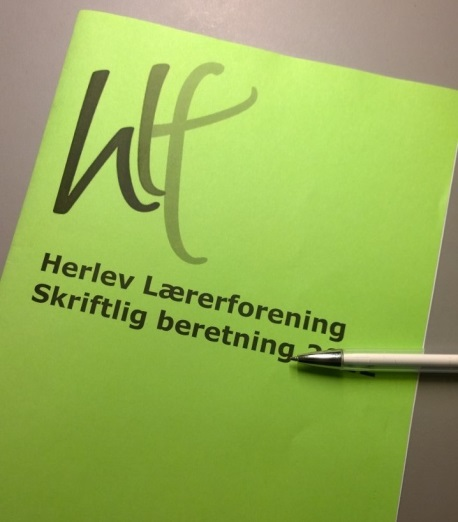 hlf
Herlev Lærerforening
Skriftlig beretning